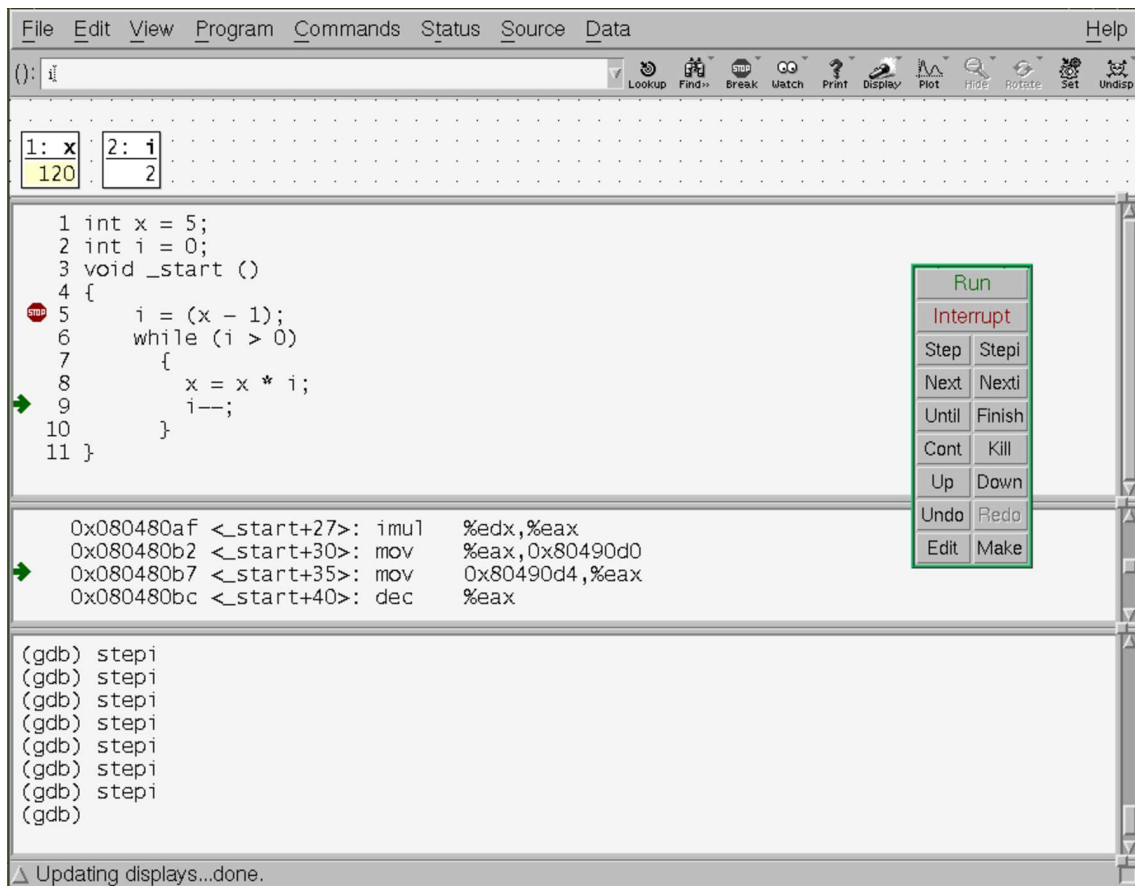 File Edit View Program Commands Status Source Data Help
(): i
Lookup Find>> Break Watch Print Display Plot Hide Rotate Set Undisp
1: x 2: i
120 2
1 int x = 5;
2 int i = 0;
3 void _start ()
4 {
STOP 5 i = (x - 1);
6 while (i > 0)
7 {
8 x = x * i;
9 i--;
10 }
11 }
Run
Interrupt
Step Stepi
Next Nexti
Until Finish
Cont Kill
Up Down
Undo Redo
Edit Make
0x080480af <_start+27>: imul %edx,%eax
0x080480b2 <_start+30>: mov %eax,0x80490d0
0x080480b7 <_start+35>: mov 0x80490d4,%eax
0x080480bc <_start+40>: dec %eax
(gdb) stepi
(gdb) stepi
(gdb) stepi
(gdb) stepi
(gdb) stepi
(gdb) stepi
(gdb) stepi
(gdb)
Updating displays...done.